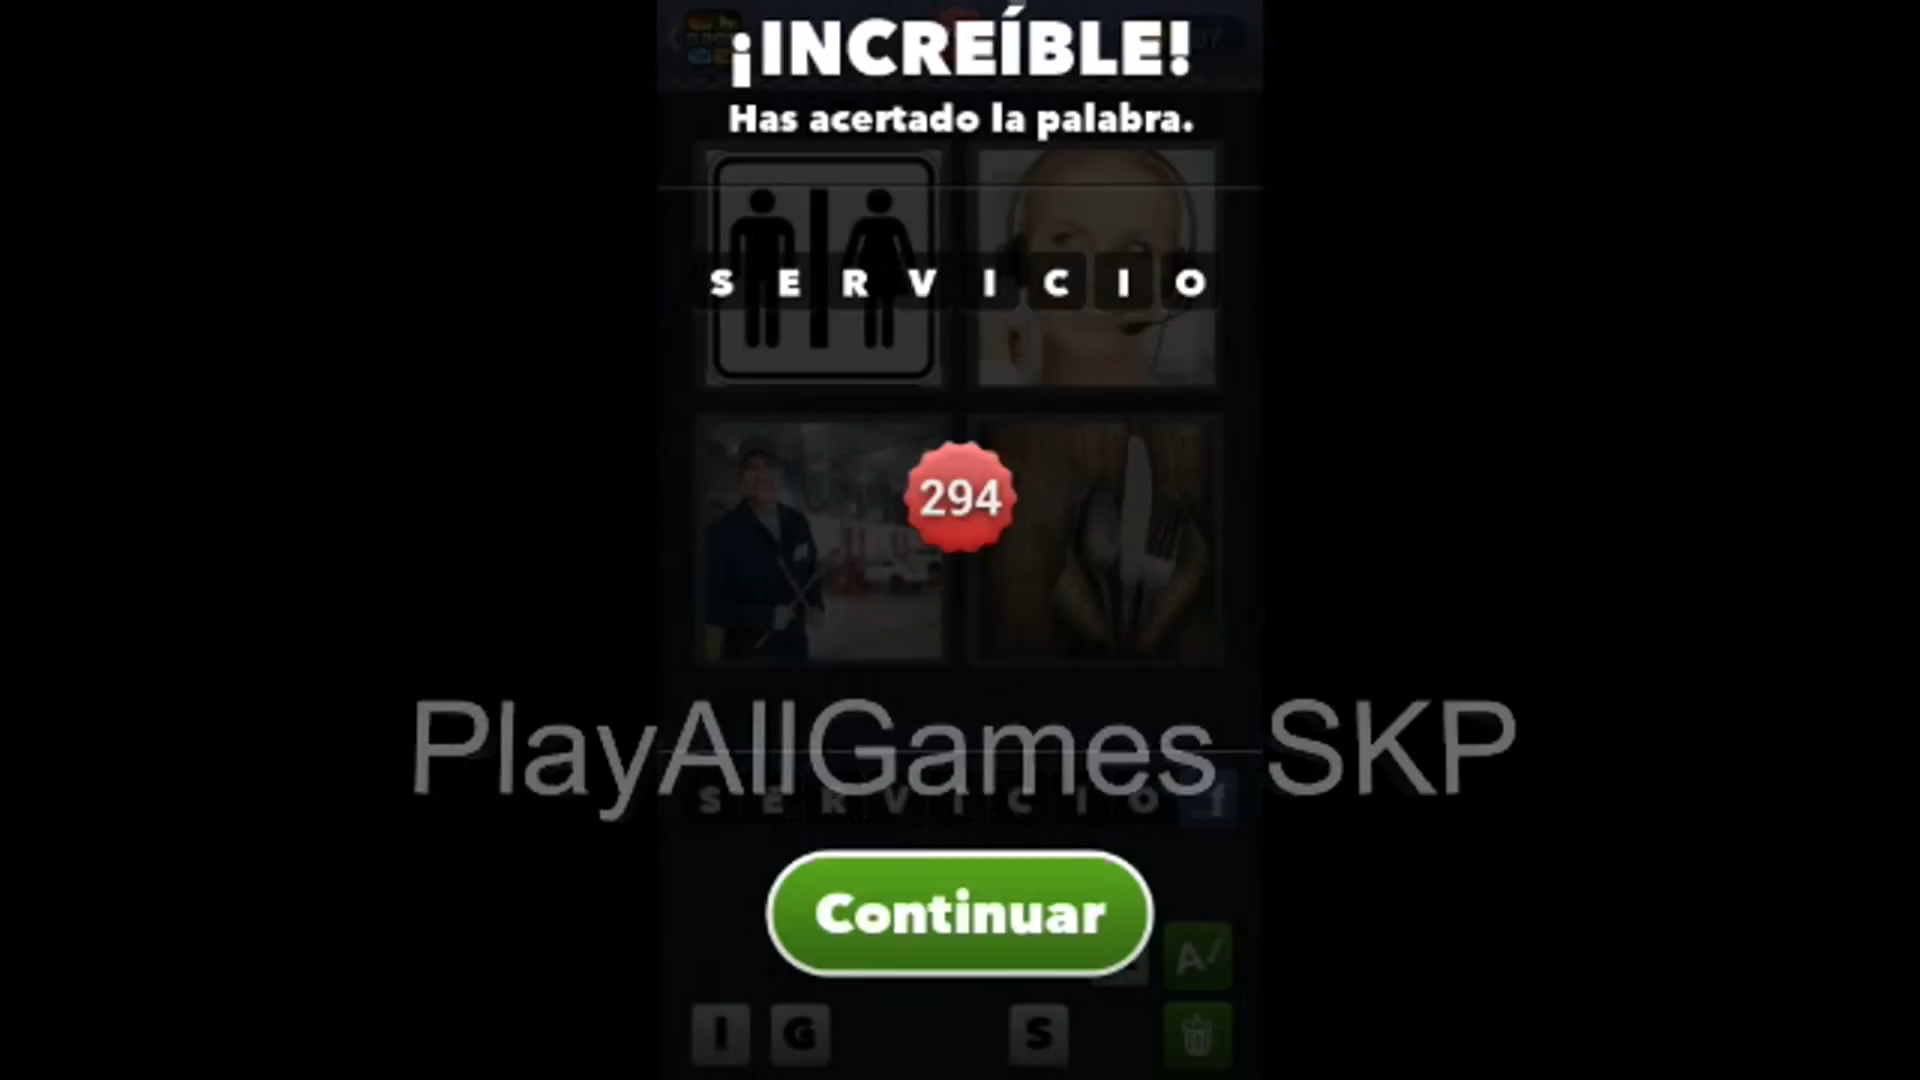 ¡INCREÍBLE!
Has acertado la palabra.
S E R V I C I O
294
PlayAllGames SKP
S E R V I C I O f
Continuar
A
I G S